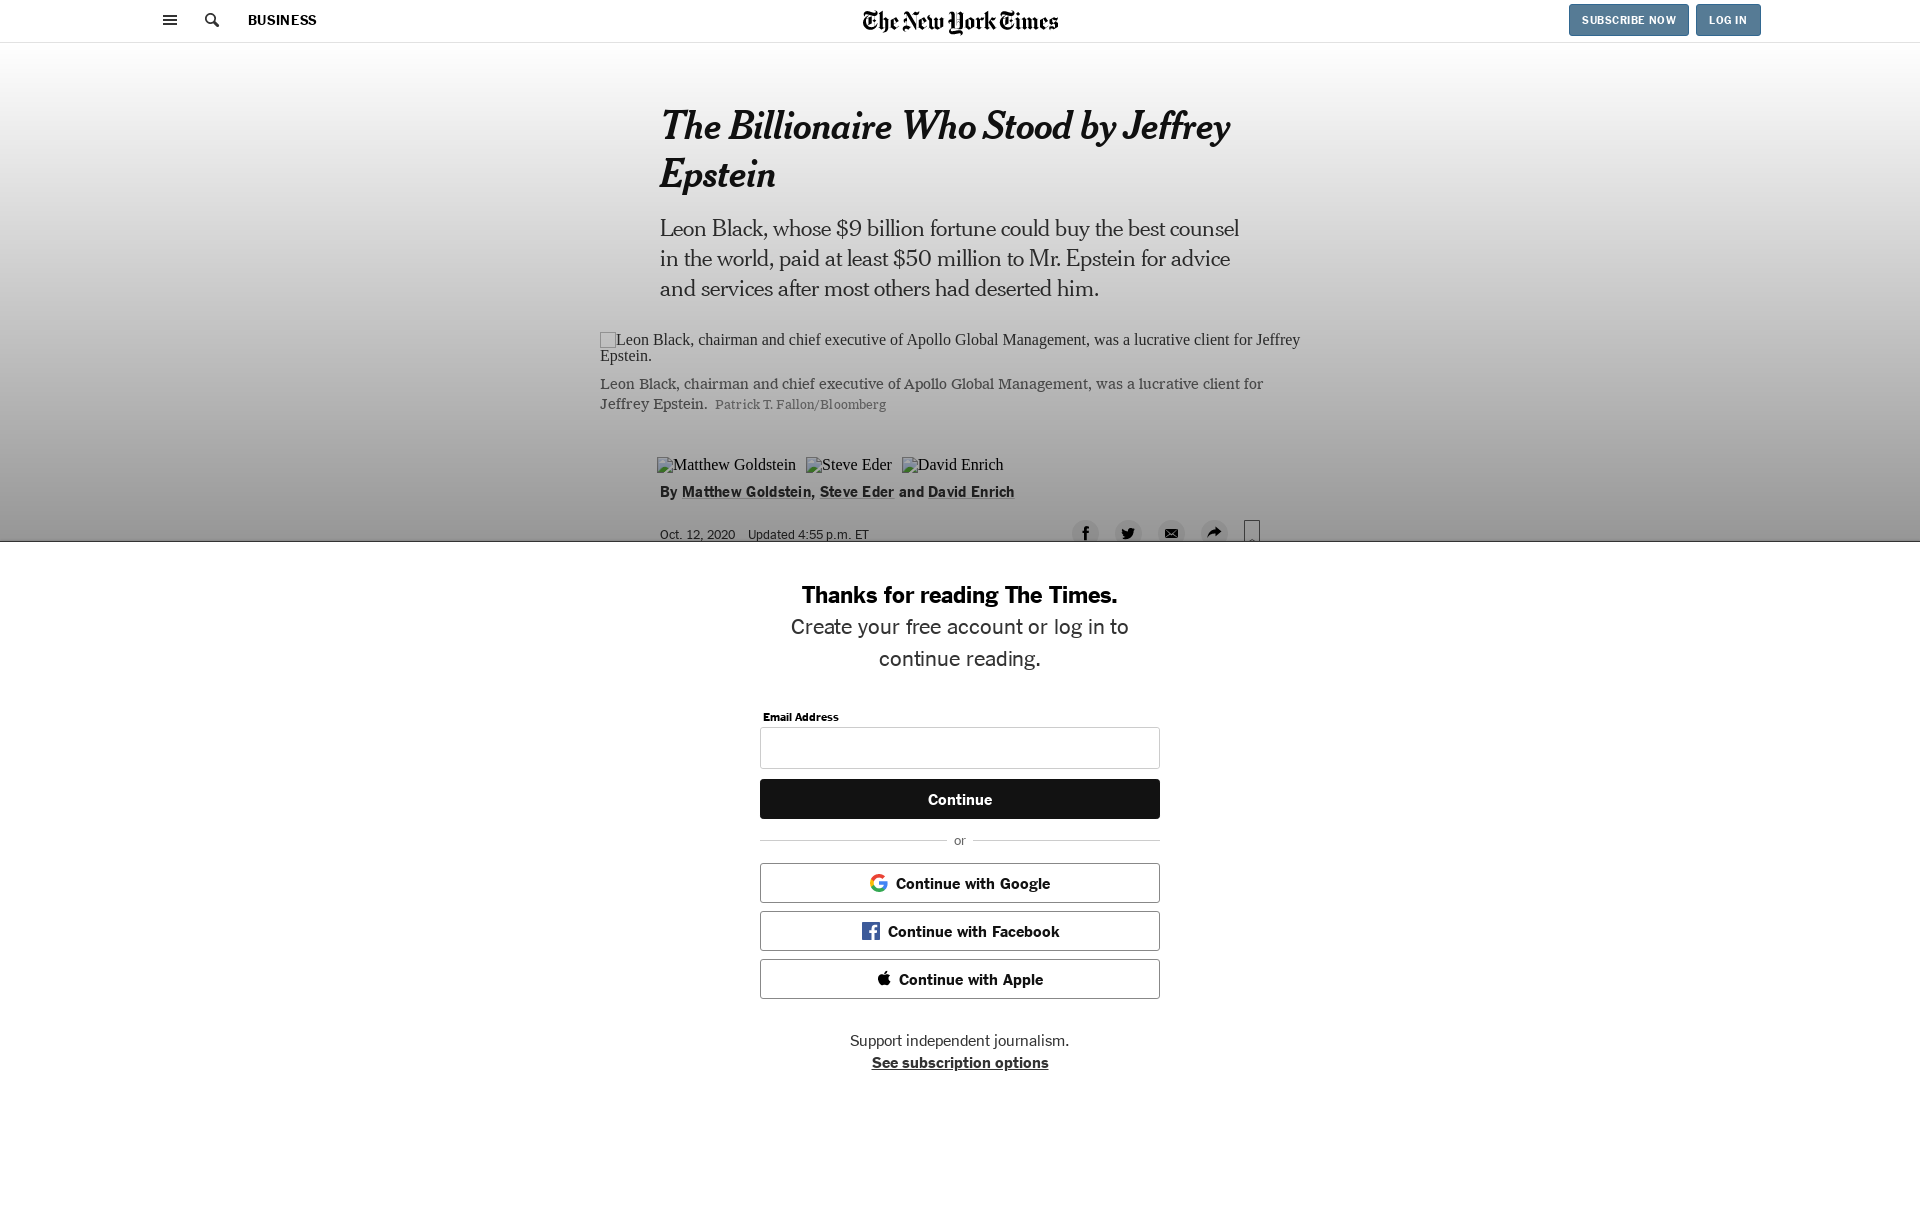 BUSINESS
The New York Times
SUBSCRIBE NOW
LOG IN
The Billionaire Who Stood by Jeffrey
Epstein
Leon Black, whose $9 billion fortune could buy the best counsel
in the world, paid at least $50 million to Mr. Epstein for advice
and services after most others had deserted him.
Leon Black, chairman and chief executive of Apollo Global Management, was a lucrative client for Jeffrey
Epstein.
Leon Black, chairman and chief executive of Apollo Global Management, was a lucrative client for
Jeffrey Epstein. Patrick T. Fallon/Bloomberg
Matthew Goldstein Steve Eder David Enrich
By Matthew Goldstein, Steve Eder and David Enrich
Oct. 12, 2020 Updated 4:55 p.m. ET
Thanks for reading The Times.
Create your free account or log in to
continue reading.
Email Address
Continue
or
Continue with Google
Continue with Facebook
Continue with Apple
Support independent journalism.
See subscription options